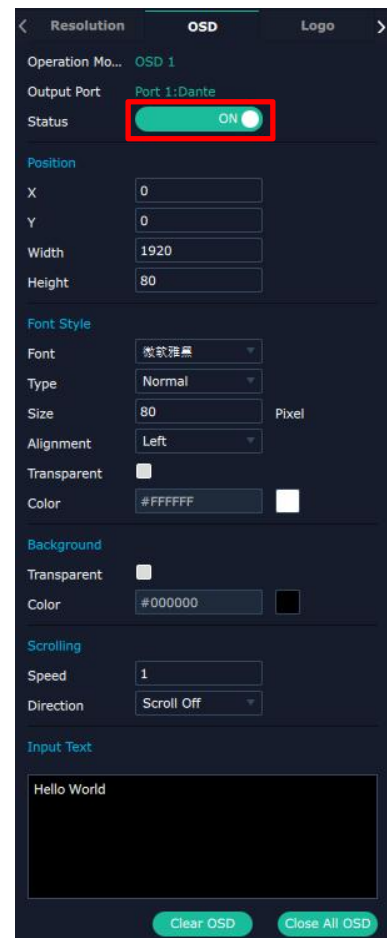 < Resolution OSD Logo >
Operation Mo... OSD 1
Output Port Port 1:Dante
Status ON
Position
X 0
Y 0
Width 1920
Height 80
Font Style
Font 微软雅黑
Type Normal
Size 80 Pixel
Alignment Left
Transparent
Color #FFFFFF
Background
Transparent
Color #000000
Scrolling
Speed 1
Direction Scroll Off
Input Text
Hello World
Clear OSD Close All OSD